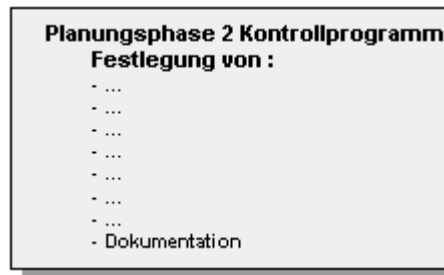 Planungsphase 2 Kontrollprogramm
Festlegung von :
- ...
- ...
- ...
- ...
- ...
- ...
- ...
- Dokumentation